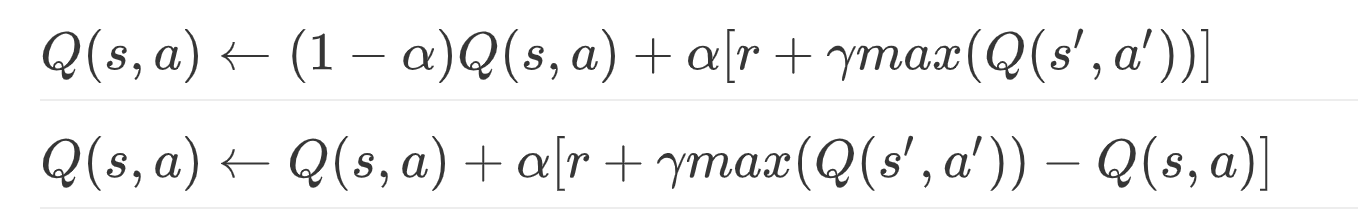 Q(s, a) ← (1 − α)Q(s, a) + α[r + γmax(Q(s′, a′))]
Q(s, a) ← Q(s, a) + α[r + γmax(Q(s′, a′)) − Q(s, a)]